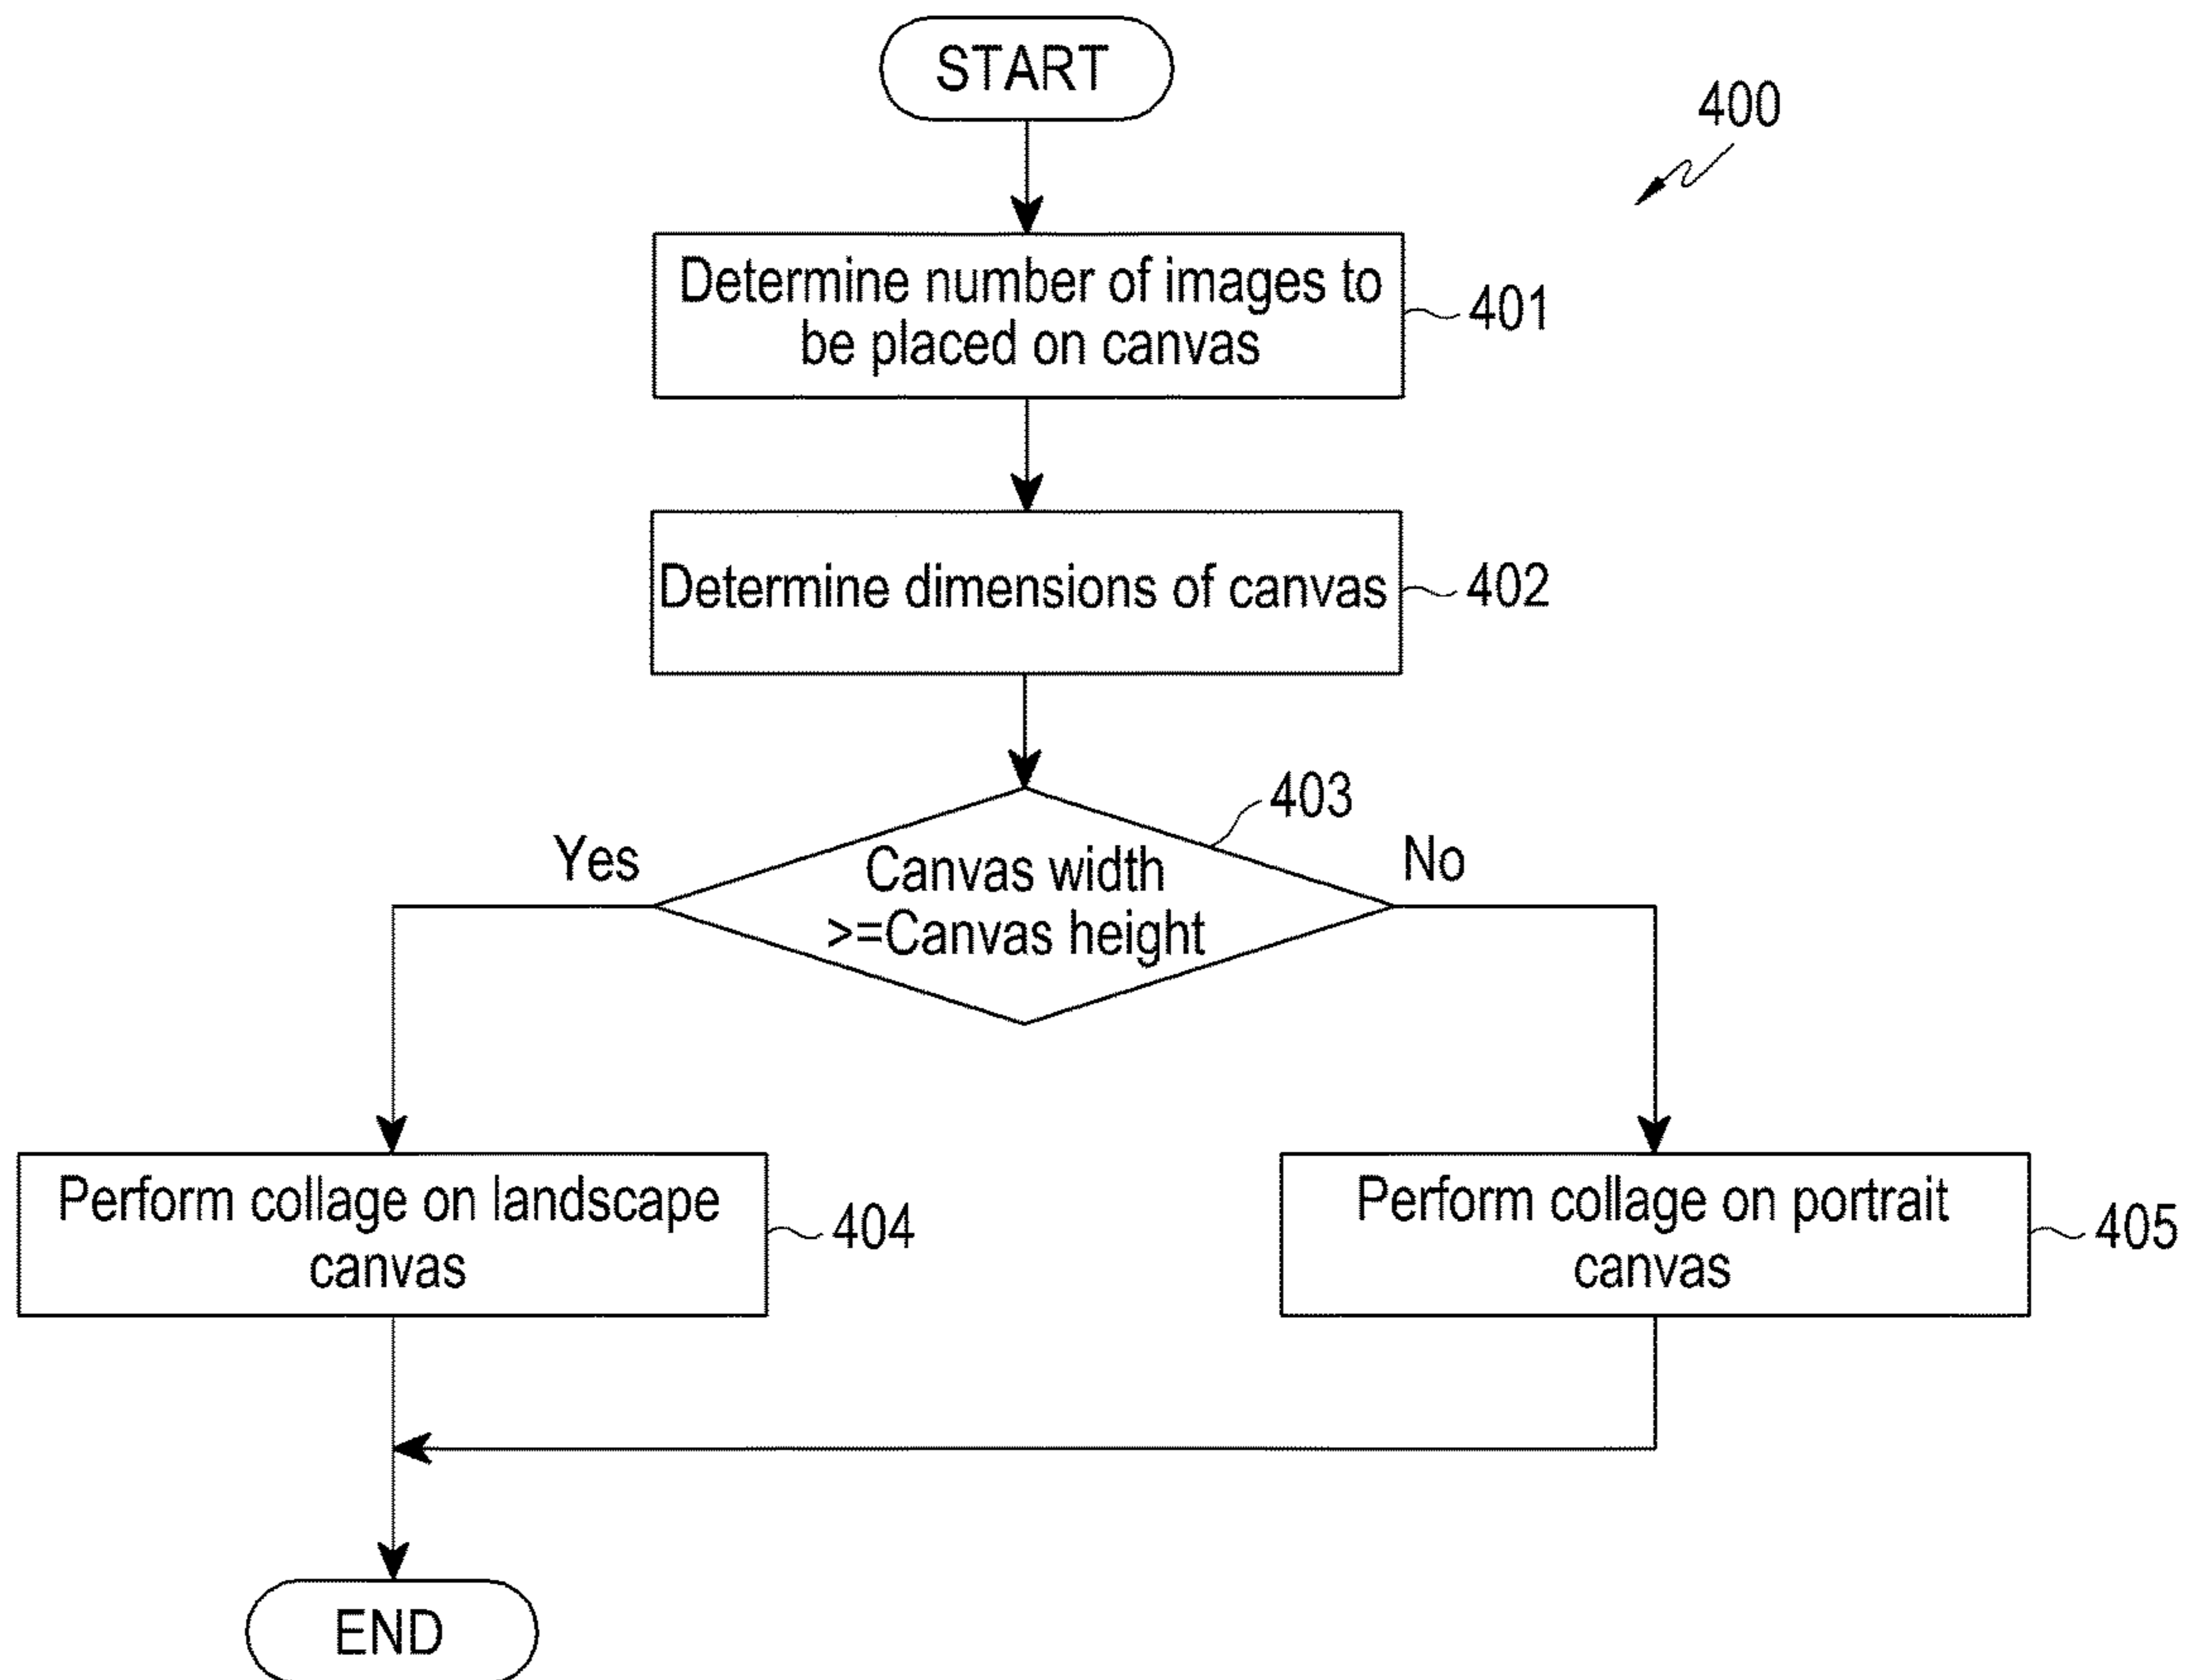 START
400
Determine number of images to
be placed on canvas
401
Determine dimensions of canvas
402
403
Yes
Canvas width
>=Canvas height
No
Perform collage on landscape
canvas
404
Perform collage on portrait
canvas
405
END